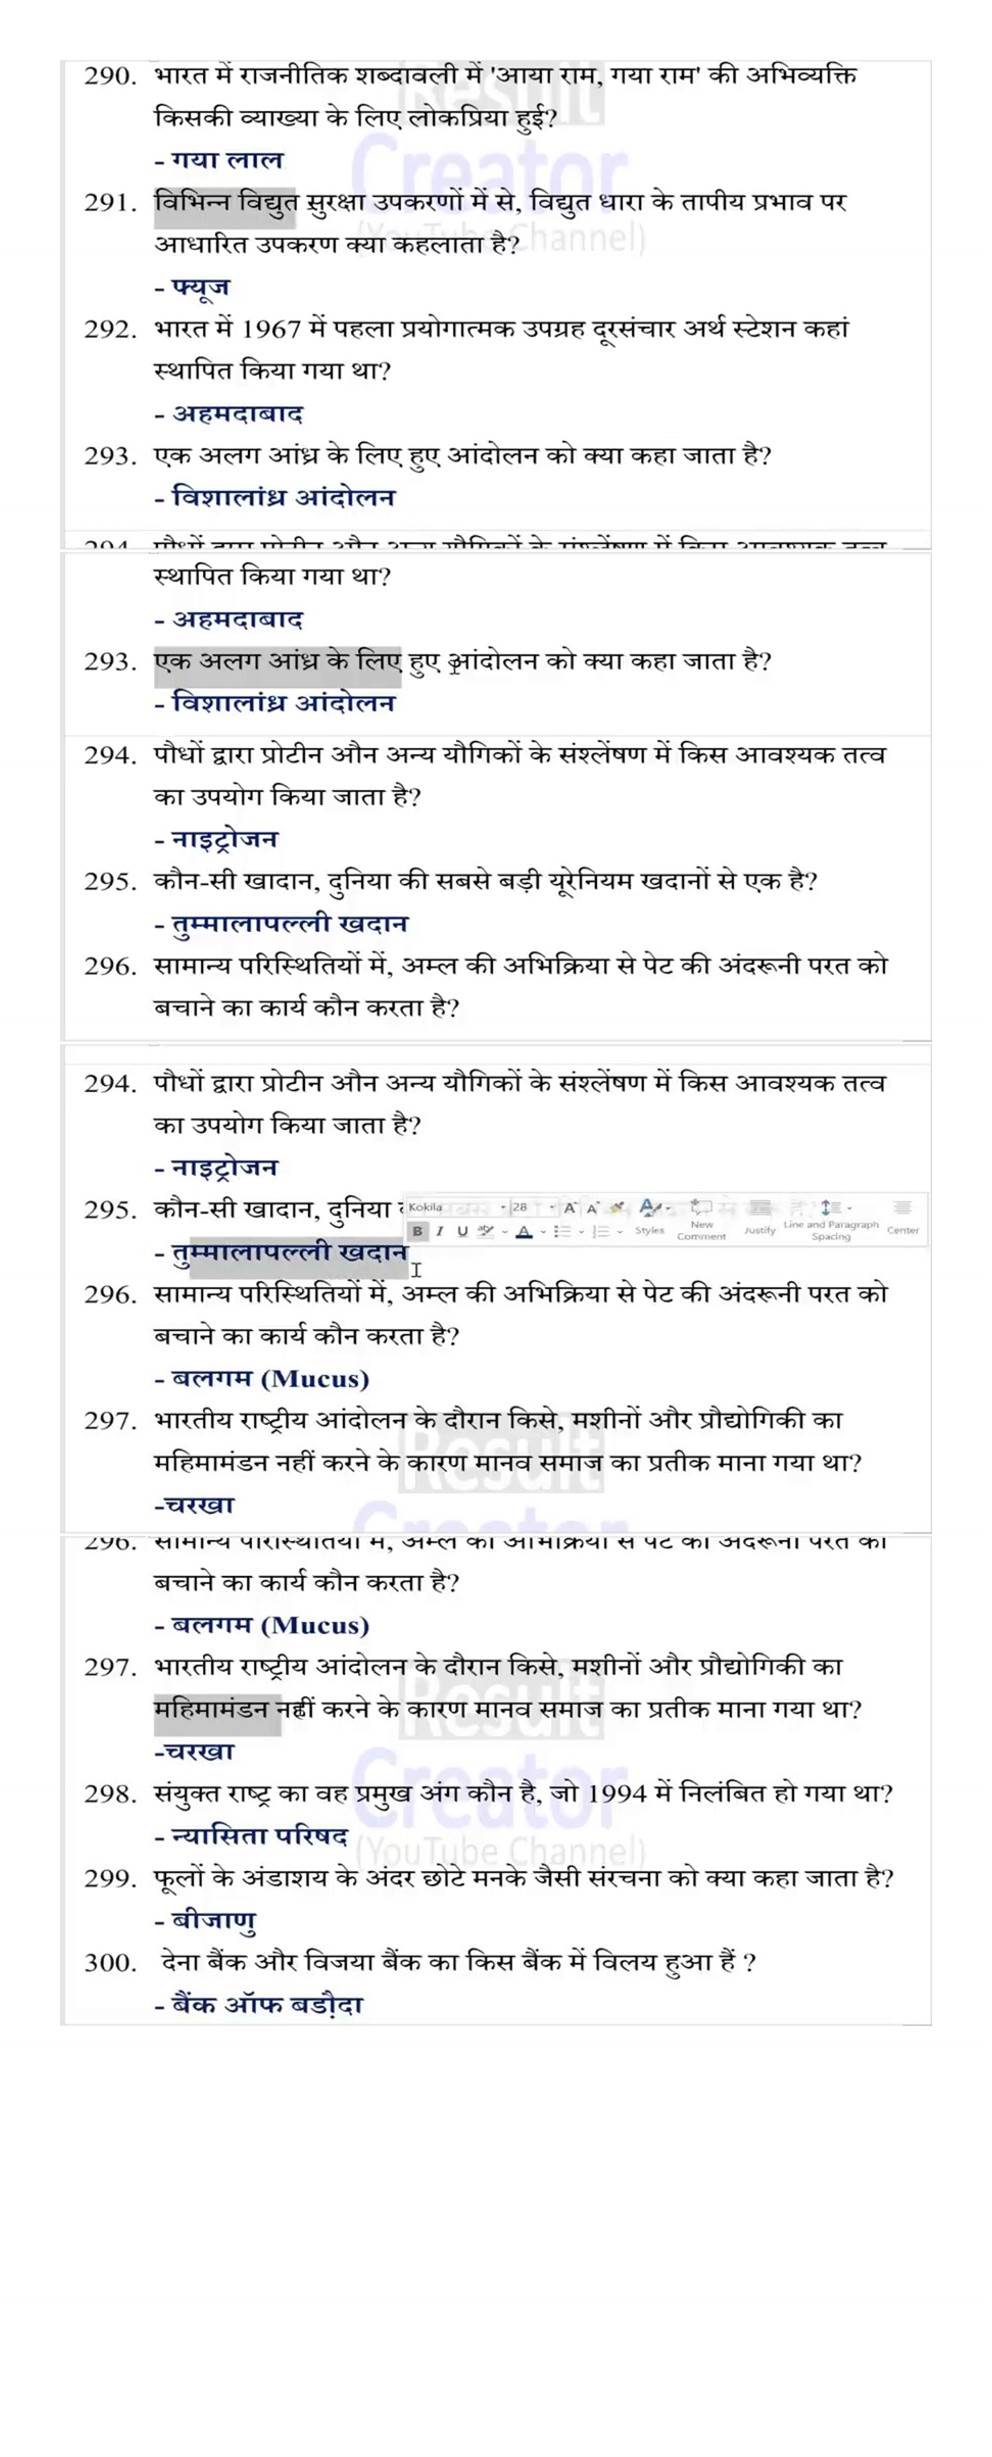 290. भारत में राजनीतिक शब्दावली में 'आया राम, गया राम' की अभिव्यक्ति
किसकी व्याख्या के लिए लोकप्रिया हुई?
- गया लाल
291. विभिन्न विद्युत सुरक्षा उपकरणों में से, विद्युत धारा के तापीय प्रभाव पर
आधारित उपकरण क्या कहलाता है?
- फ्यूज
292. भारत में 1967 में पहला प्रयोगात्मक उपग्रह दूरसंचार अर्थ स्टेशन कहां
स्थापित किया गया था?
- अहमदाबाद
293. एक अलग आंध्र के लिए हुए आंदोलन को क्या कहा जाता है?
- विशालांध्र आंदोलन
स्थापित किया गया था?
- अहमदाबाद
293. एक अलग आंध्र के लिए हुए आंदोलन को क्या कहा जाता है?
- विशालांध्र आंदोलन
294. पौधों द्वारा प्रोटीन औन अन्य यौगिकों के संश्लेंषण में किस आवश्यक तत्व
का उपयोग किया जाता है?
- नाइट्रोजन
295. कौन-सी खादान, दुनिया की सबसे बड़ी यूरेनियम खदानों से एक है?
- तुम्मालापल्ली खदान
296. सामान्य परिस्थितियों में, अम्ल की अभिक्रिया से पेट की अंदरूनी परत को
बचाने का कार्य कौन करता है?
294. पौधों द्वारा प्रोटीन औन अन्य यौगिकों के संश्लेंषण में किस आवश्यक तत्व
का उपयोग किया जाता है?
- नाइट्रोजन
295. कौन-सी खादान, दुनिया
Kokila 28
B I U Styles New Comment Justify Line and Paragraph Spacing Center
- तुम्मालापल्ली खदान
296. सामान्य परिस्थितियों में, अम्ल की अभिक्रिया से पेट की अंदरूनी परत को
बचाने का कार्य कौन करता है?
- बलगम (Mucus)
297. भारतीय राष्ट्रीय आंदोलन के दौरान किसे, मशीनों और प्रौद्योगिकी का
महिमामंडन नहीं करने के कारण मानव समाज का प्रतीक माना गया था?
-चरखा
296. सामान्य परिस्थितियों में, अम्ल की अभिक्रिया से पेट की अंदरूनी परत को
बचाने का कार्य कौन करता है?
- बलगम (Mucus)
297. भारतीय राष्ट्रीय आंदोलन के दौरान किसे, मशीनों और प्रौद्योगिकी का
महिमामंडन नहीं करने के कारण मानव समाज का प्रतीक माना गया था?
-चरखा
298. संयुक्त राष्ट्र का वह प्रमुख अंग कौन है, जो 1994 में निलंबित हो गया था?
- न्यासिता परिषद
299. फूलों के अंडाशय के अंदर छोटे मनके जैसी संरचना को क्या कहा जाता है?
- बीजाणु
300. देना बैंक और विजया बैंक का किस बैंक में विलय हुआ हैं ?
- बैंक ऑफ बडौ़दा
Result
Creator
(YouTube Channel)